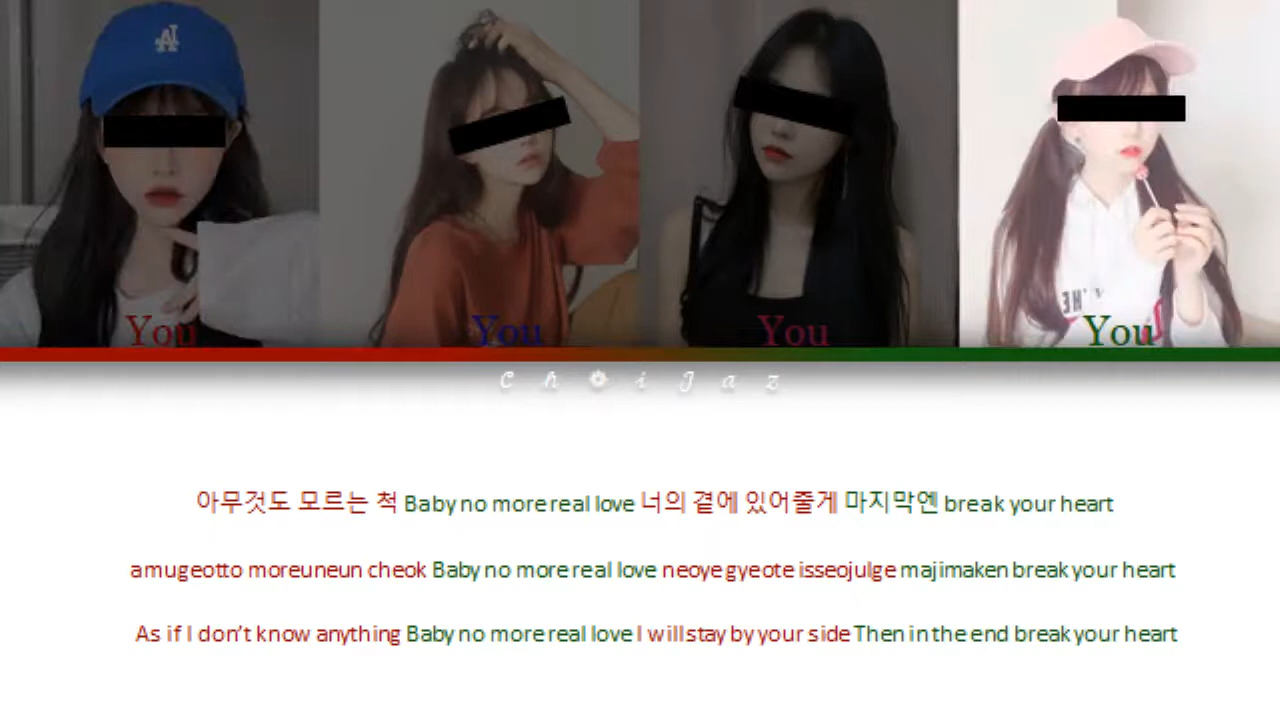 You You You You
C h i J a z
아무것도 모르는 척 Baby no more real love 너의 곁에 있어줄게 마지막엔 break your heart
amugeotto moreuneun cheok Baby no more real love neoye gyeote isseojulge majimaken break your heart
As if I don't know anything Baby no more real love I will stay by your side Then in the end break your heart